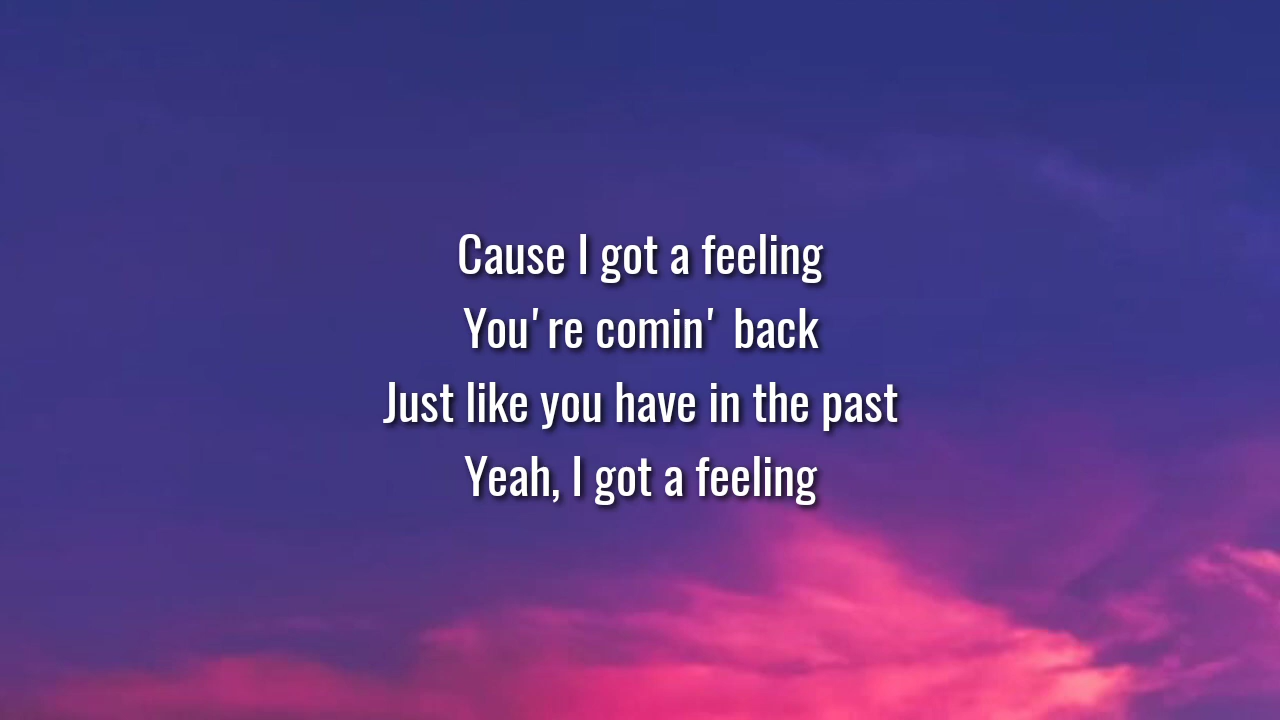 Cause I got a feeling
You're comin' back
Just like you have in the past
Yeah, I got a feeling